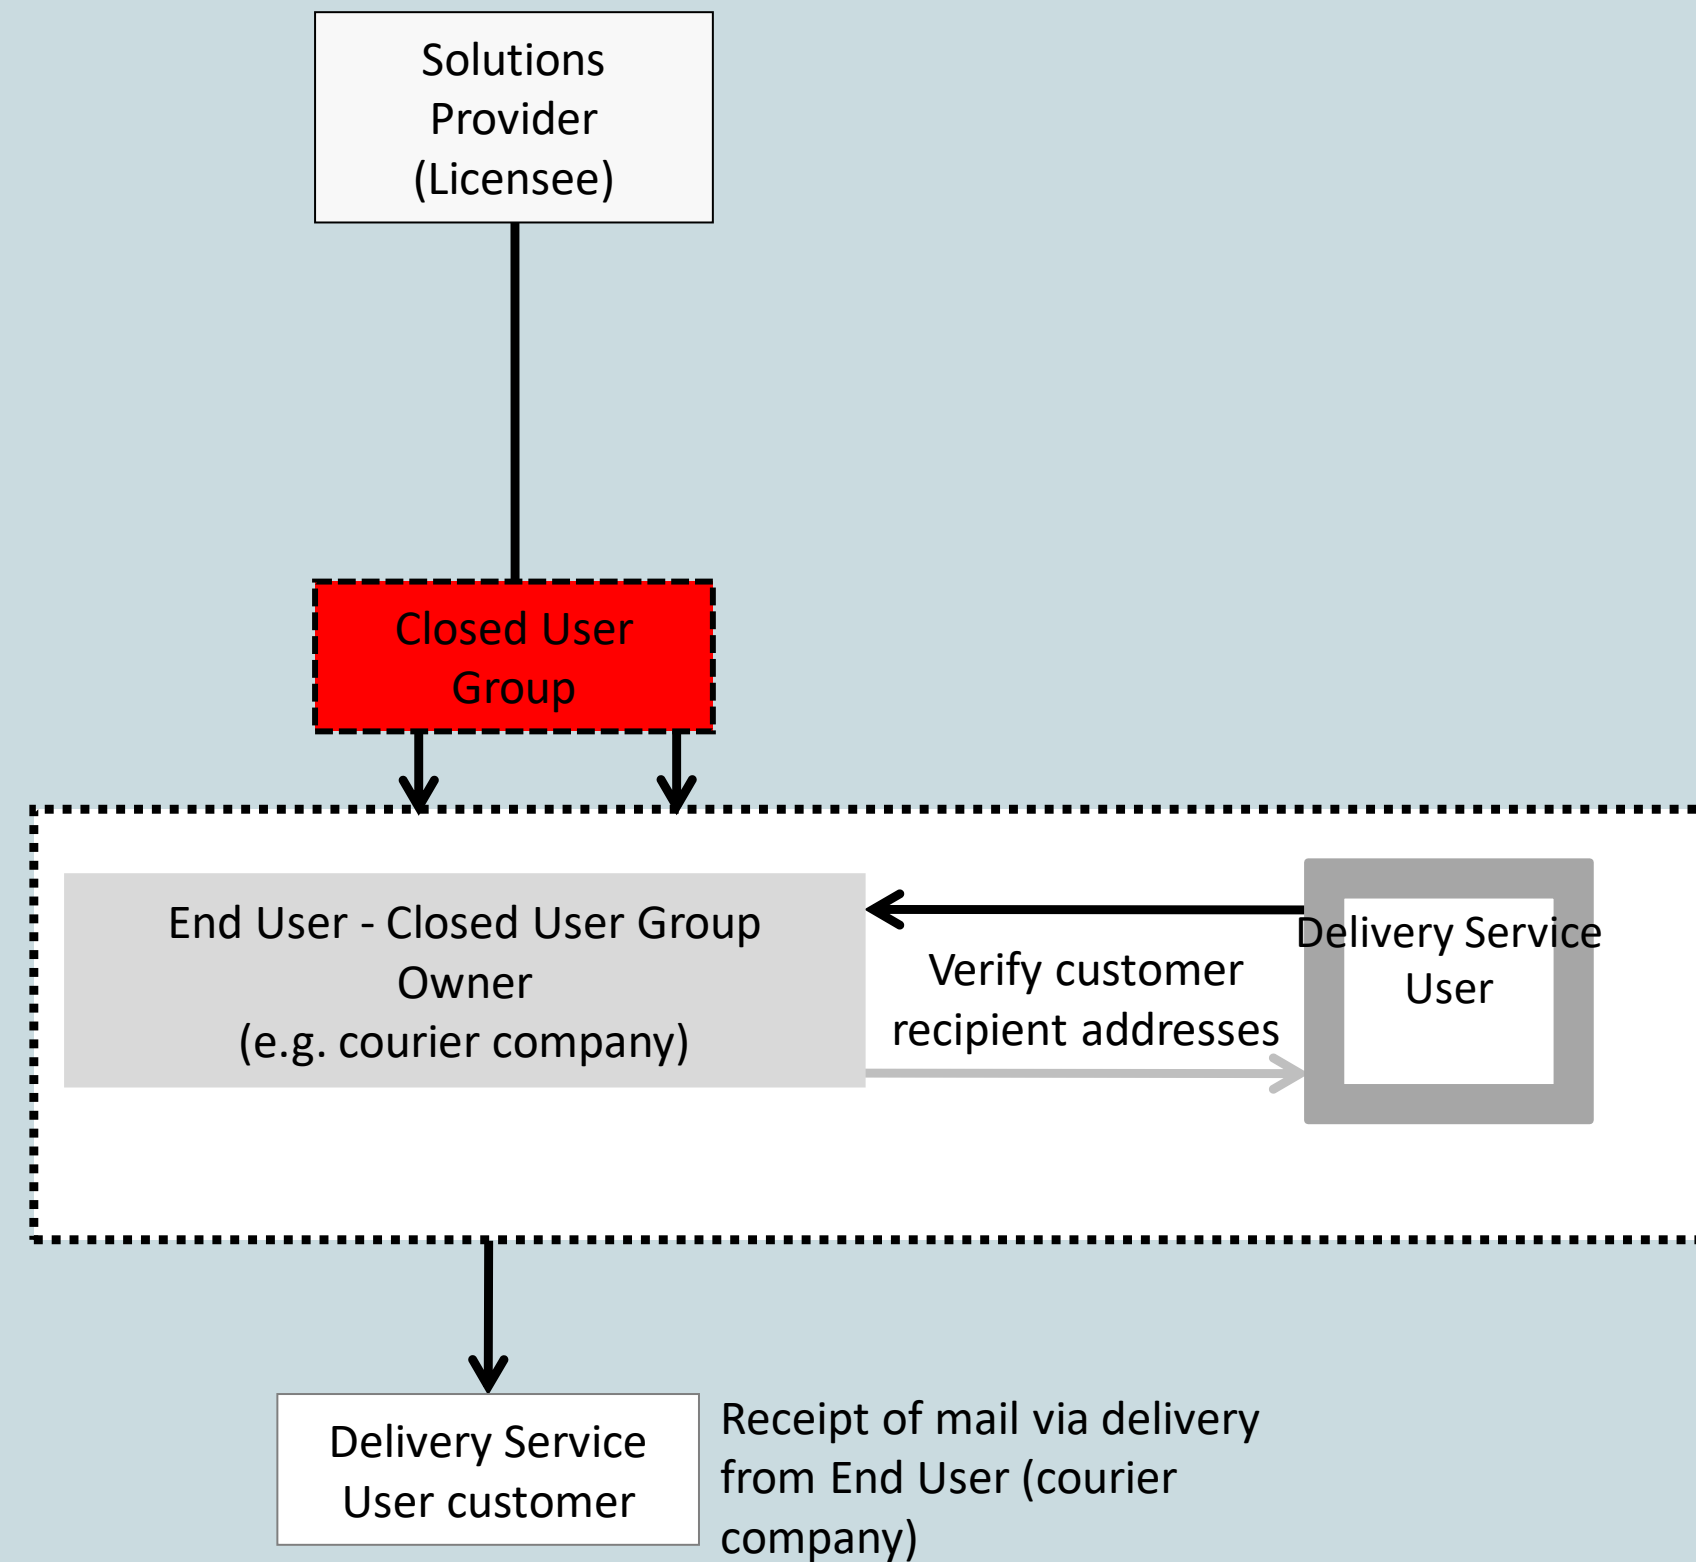 Solutions
Provider
(Licensee)
Closed User
Group
End User - Closed User Group
Owner
(e.g. courier company)
Verify customer
recipient addresses
Delivery Service
User
Delivery Service
User customer
Receipt of mail via delivery
from End User (courier
company)